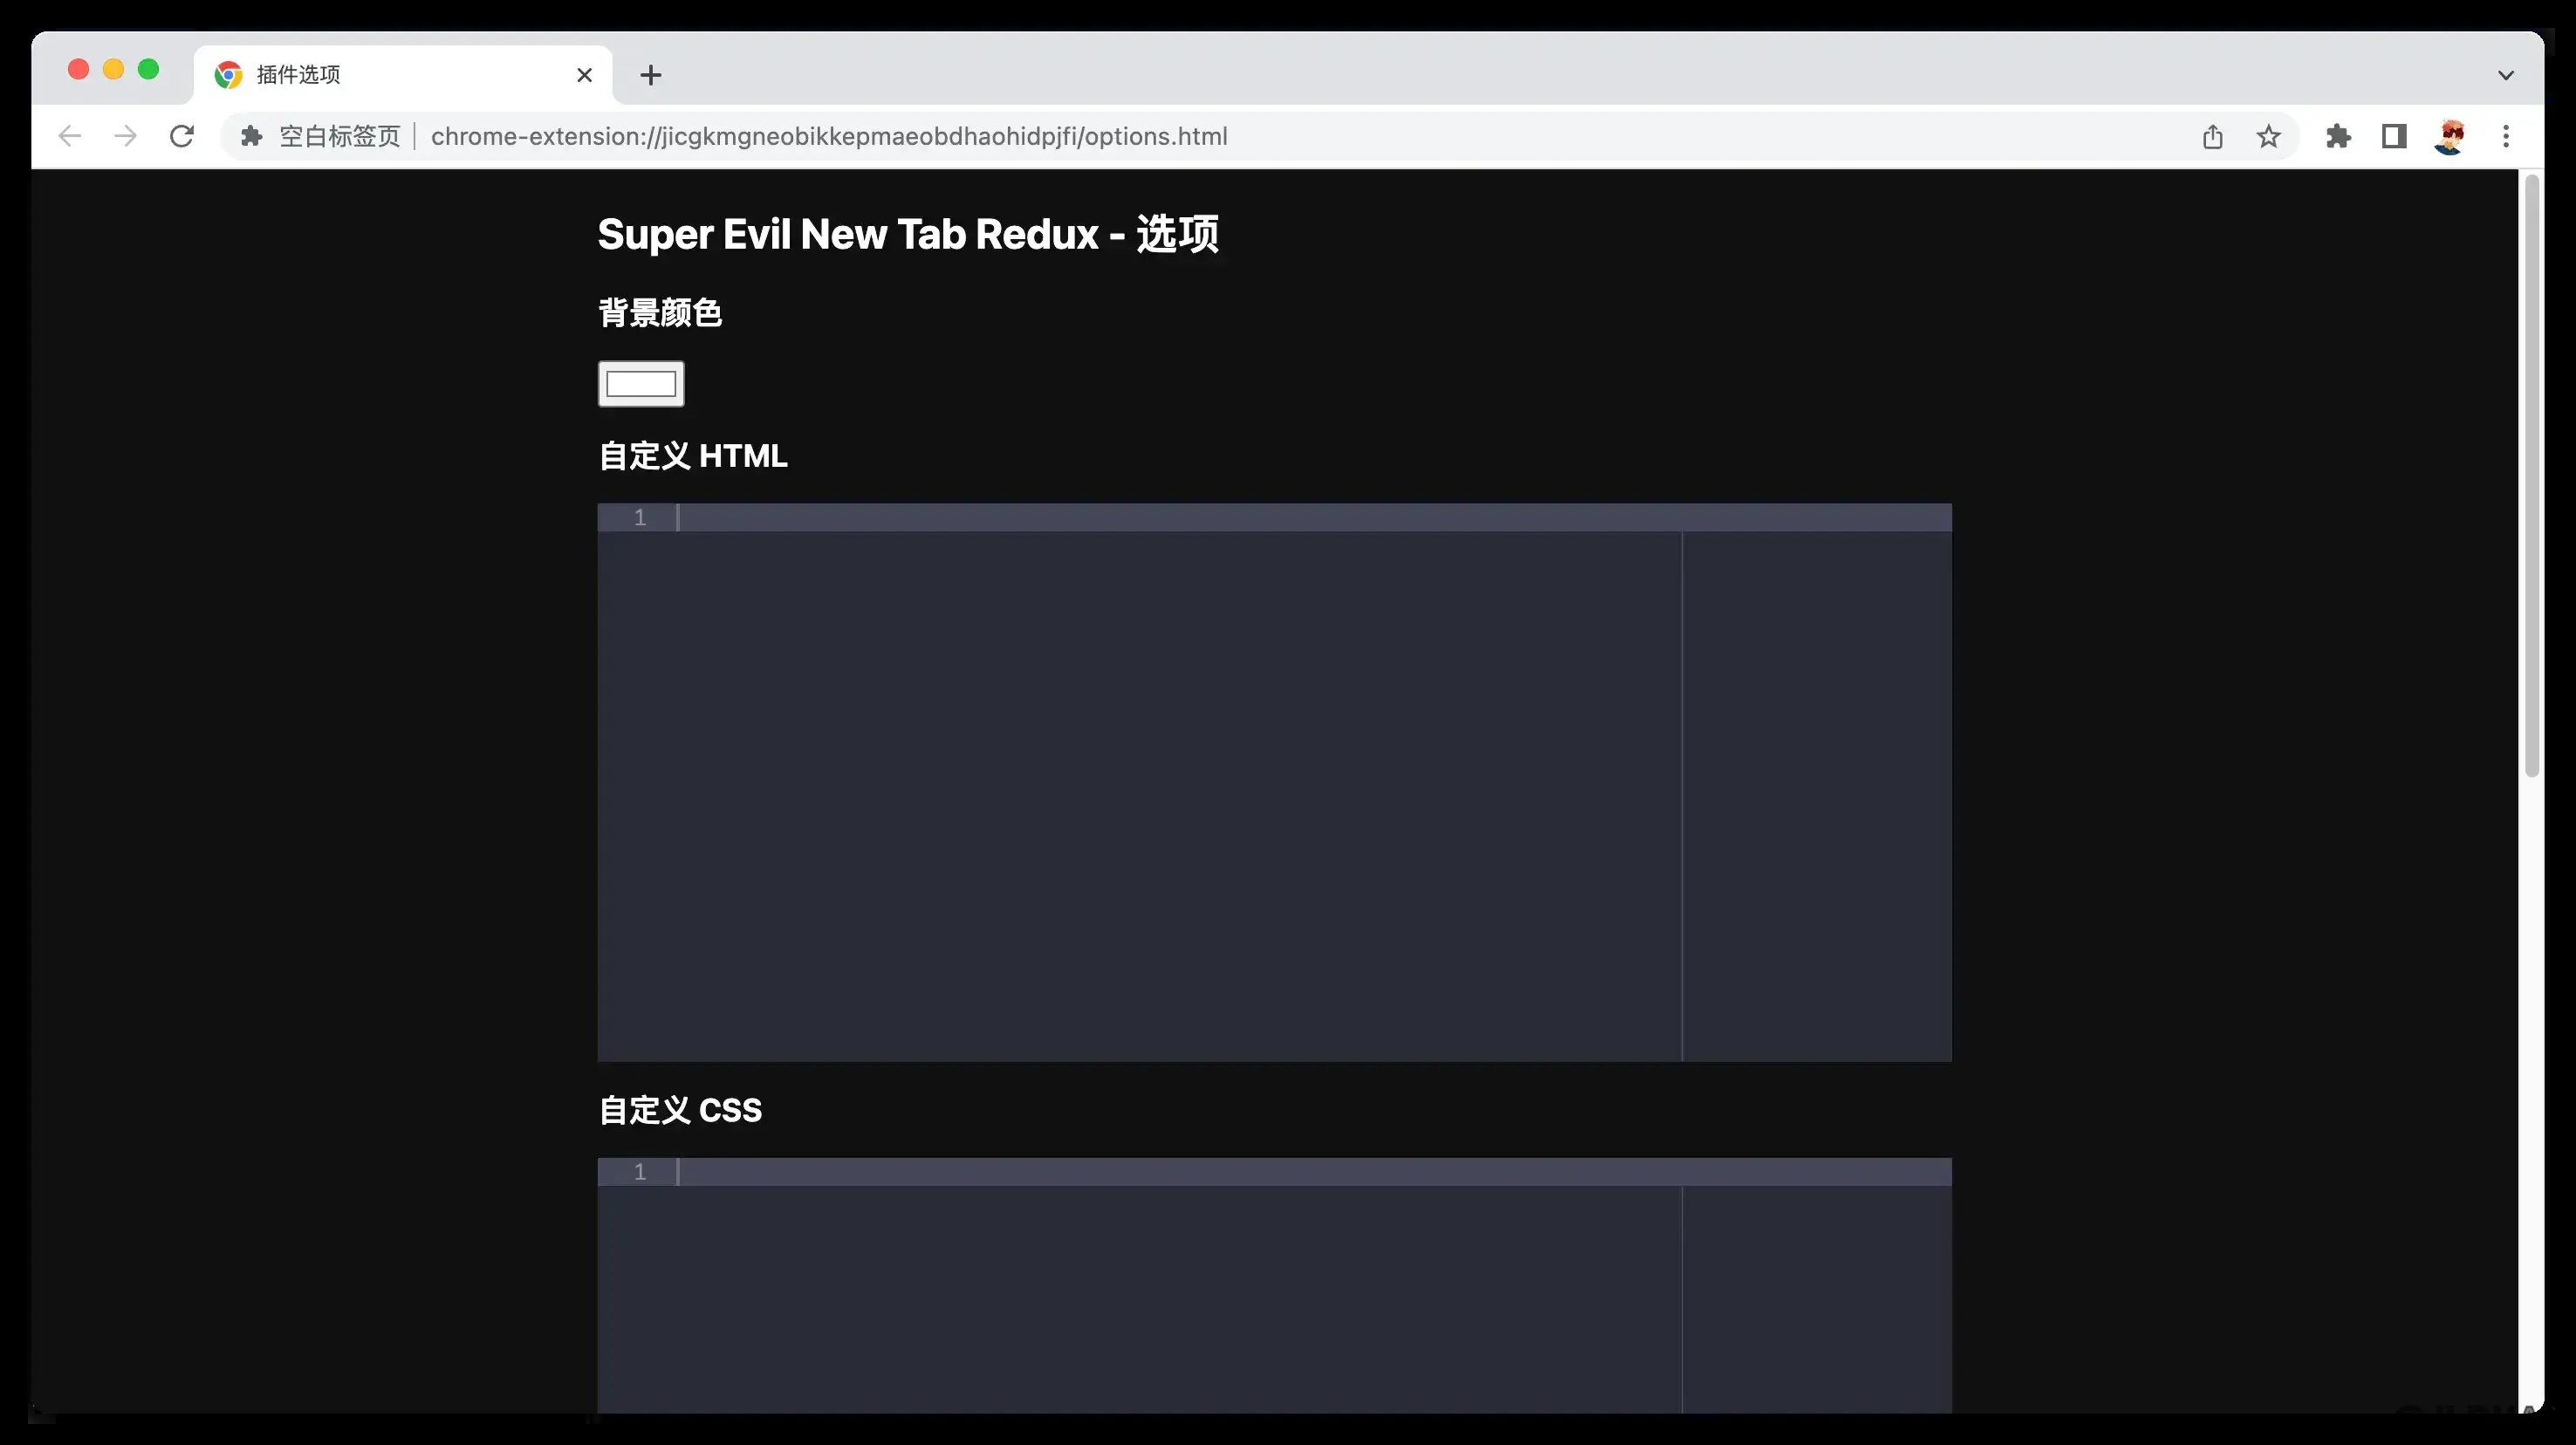 插件选项
空白标签页 chrome-extension://jicgkmgneobikkepmaeobdhaohidpjfi/options.html
Super Evil New Tab Redux - 选项
背景颜色
自定义 HTML
1
自定义 CSS
1